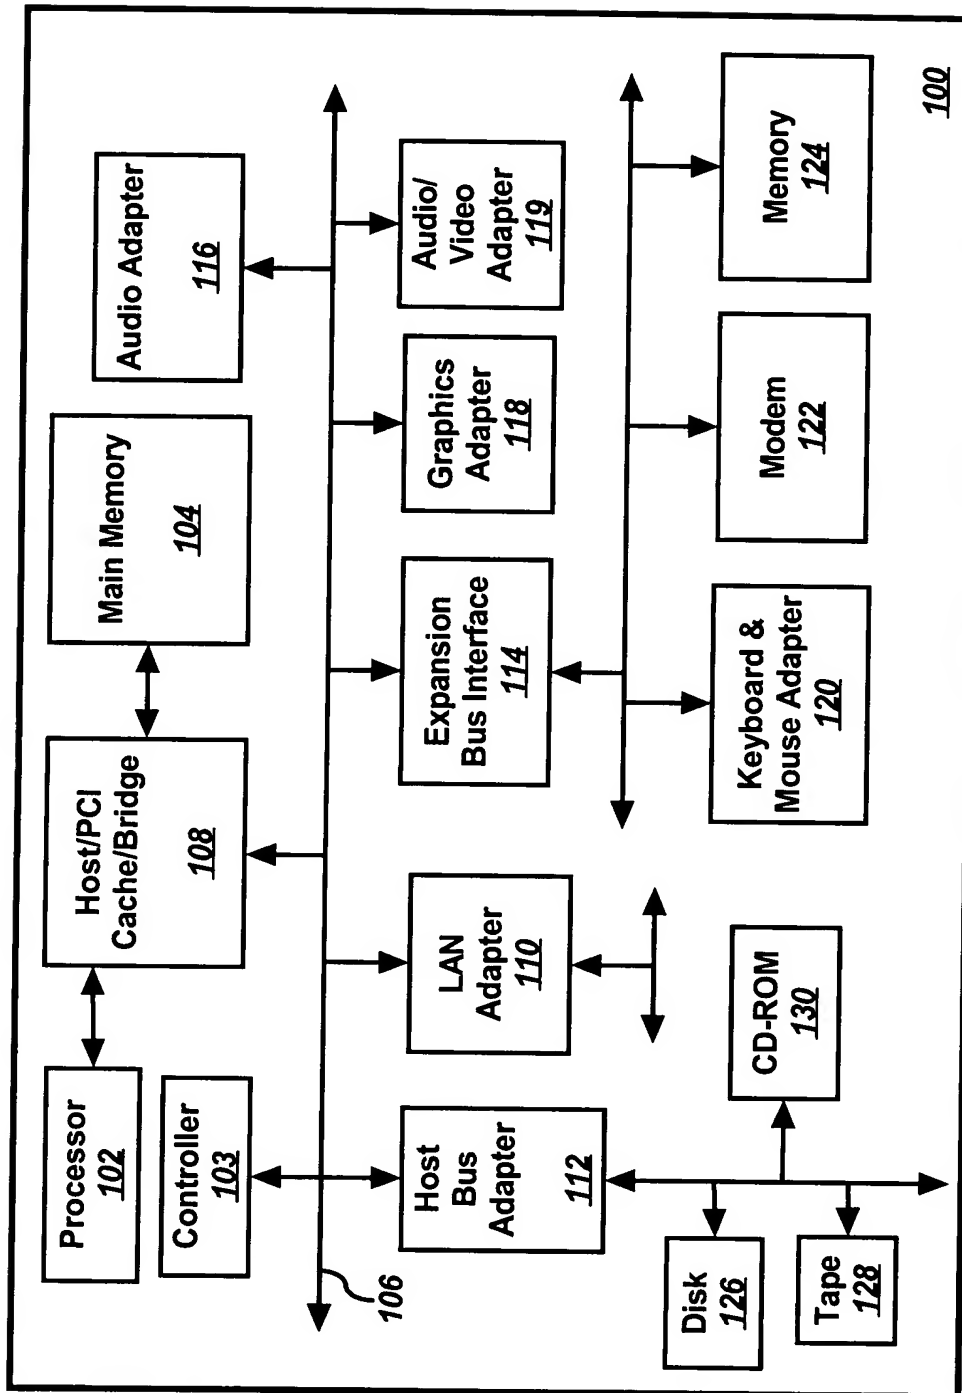 Processor
102
Controller
103
Host/PCI
Cache/Bridge
108
Main Memory
104
Audio Adapter
116
106
Host
Bus
Adapter
112
LAN
Adapter
110
Expansion
Bus Interface
114
Graphics
Adapter
118
Audio/
Video
Adapter
119
Disk
126
Tape
128
CD-ROM
130
Keyboard &
Mouse Adapter
120
Modem
122
Memory
124
100